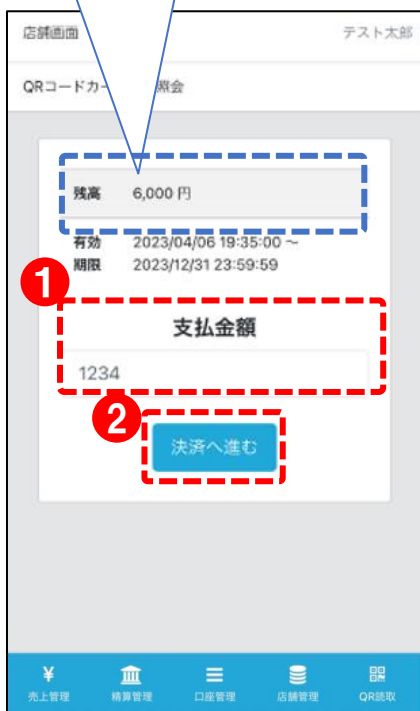 店舗画面 テスト太郎
QRコードカー 照会
残高 6,000 円
有効 2023/04/06 19:35:00 ～
期限 2023/12/31 23:59:59
1
支払金額
1234
2
決済へ進む
¥
売上管理 精算管理 口座管理 店舗管理 QR読取